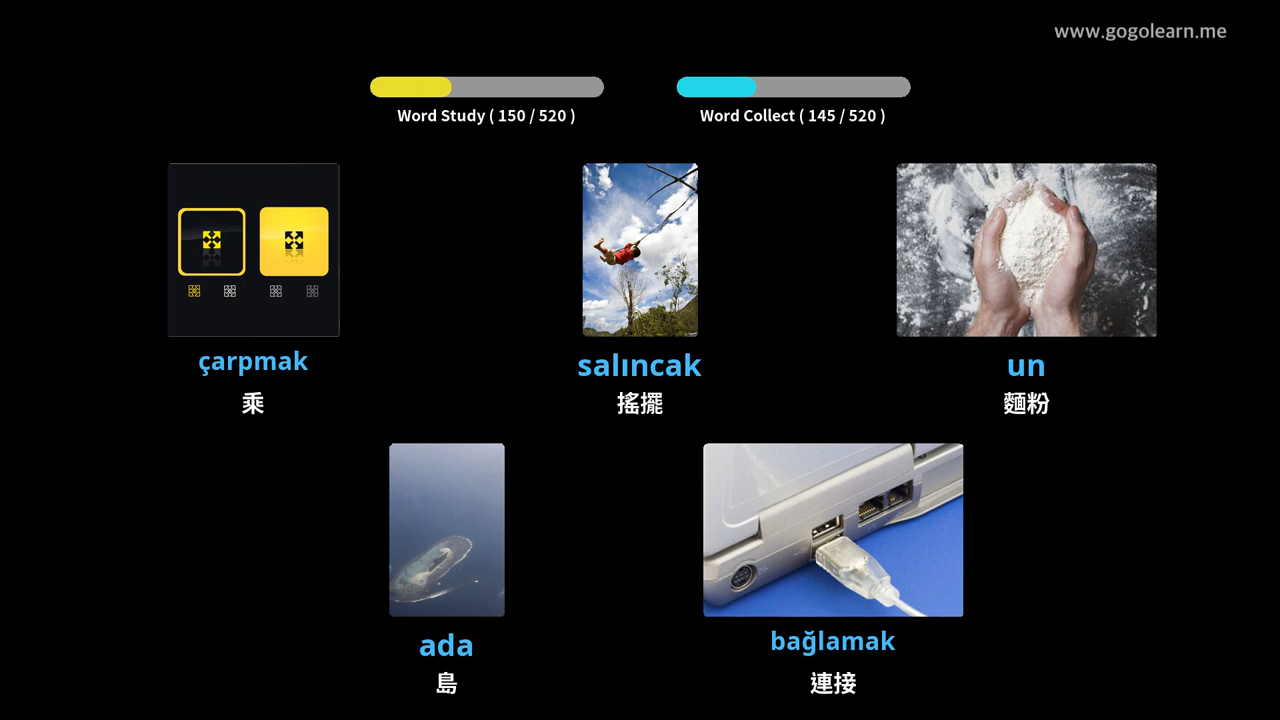 www.gogolearn.me
Word Study ( 150 / 520 )
Word Collect ( 145 / 520 )
çarpmak
乘
salıncak
搖擺
un
麵粉
ada
島
bağlamak
連接